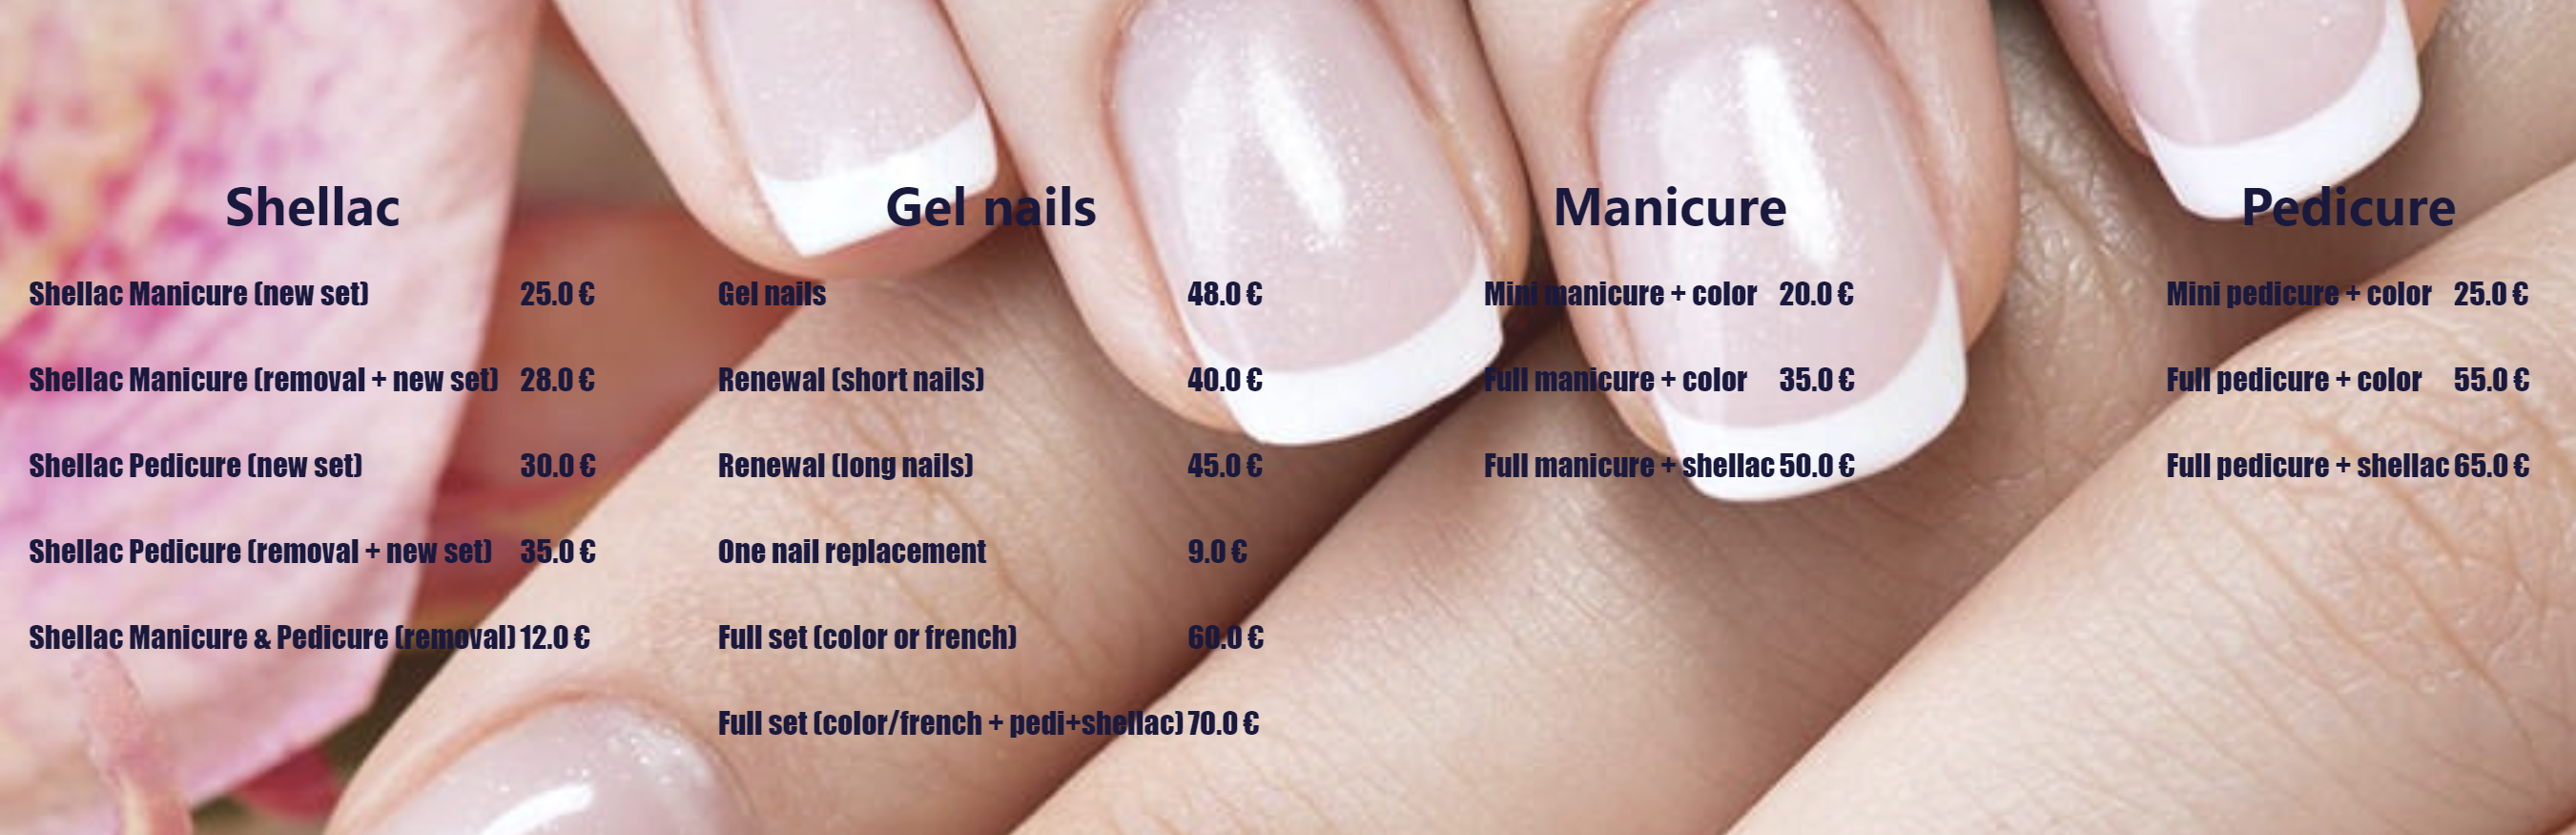 Shellac
Shellac Manicure (new set) 25.0 €
Shellac Manicure (removal + new set) 28.0 €
Shellac Pedicure (new set) 30.0 €
Shellac Pedicure (removal + new set) 35.0 €
Shellac Manicure & Pedicure (removal) 12.0 €
Gel nails
Gel nails 48.0 €
Renewal (short nails) 40.0 €
Renewal (long nails) 45.0 €
One nail replacement 9.0 €
Full set (color or french) 60.0 €
Full set (color/french + pedi+shellac) 70.0 €
Manicure
Mini manicure + color 20.0 €
Full manicure + color 35.0 €
Full manicure + shellac 50.0 €
Pedicure
Mini pedicure + color 25.0 €
Full pedicure + color 55.0 €
Full pedicure + shellac 65.0 €